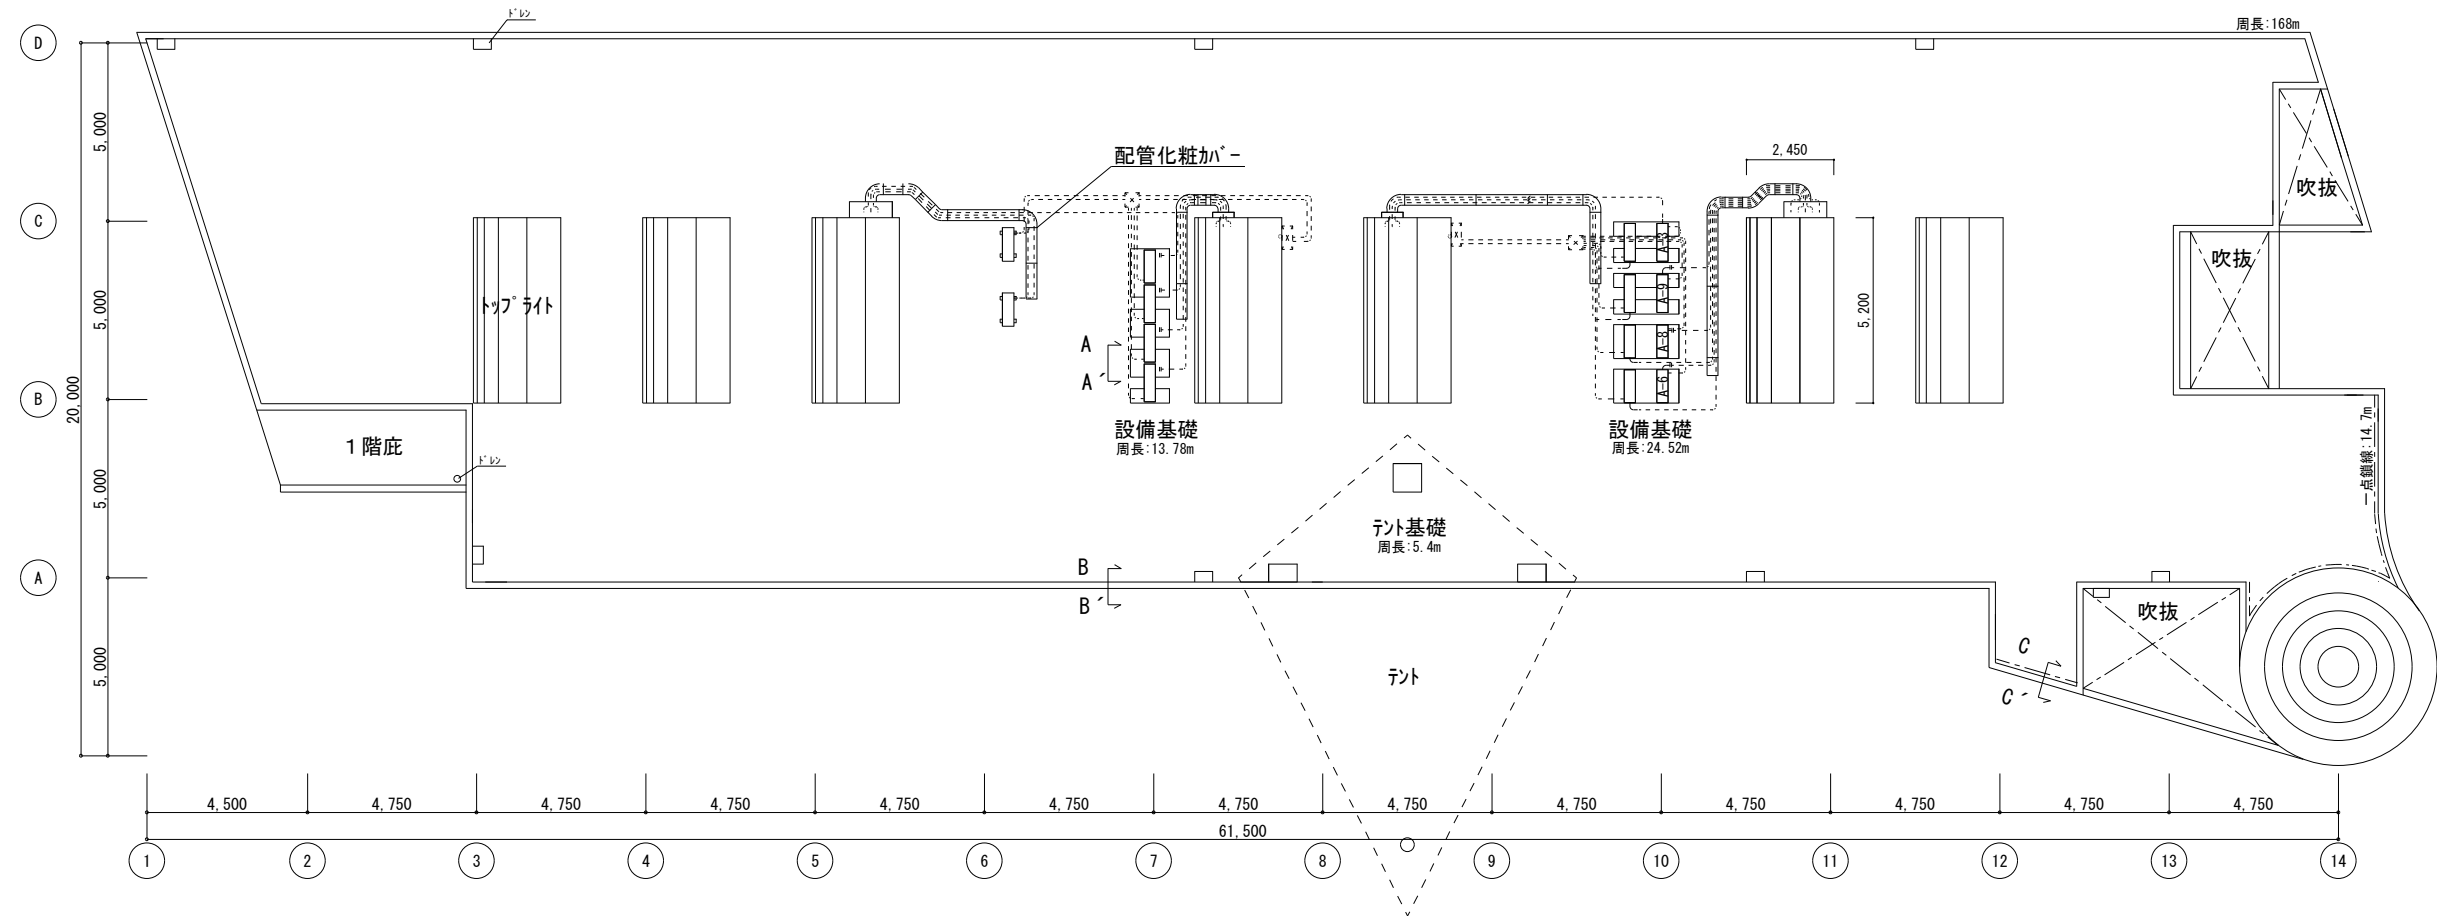 ﾄﾞﾚﾝ
周長:168m
D
5,000
配管化粧ｶﾊﾞｰ
2,450
吹抜
C
吹抜
A-3
A-9
A-8
A-6
ﾄｯﾌﾟﾗｲﾄ
5,000
5,200
A
A´
B
20,000
設備基礎
周長:13.78m
設備基礎
周長:24.52m
１階庇
ﾄﾞﾚﾝ
一点鎖線:14.7m
5,000
ﾃﾝﾄ基礎
周長:5.4m
A
B
B´
吹抜
5,000
ﾃﾝﾄ
C
C´
4,500
4,750
4,750
4,750
4,750
4,750
4,750
4,750
4,750
4,750
4,750
4,750
4,750
61,500
1
2
3
4
5
6
7
8
9
10
11
12
13
14